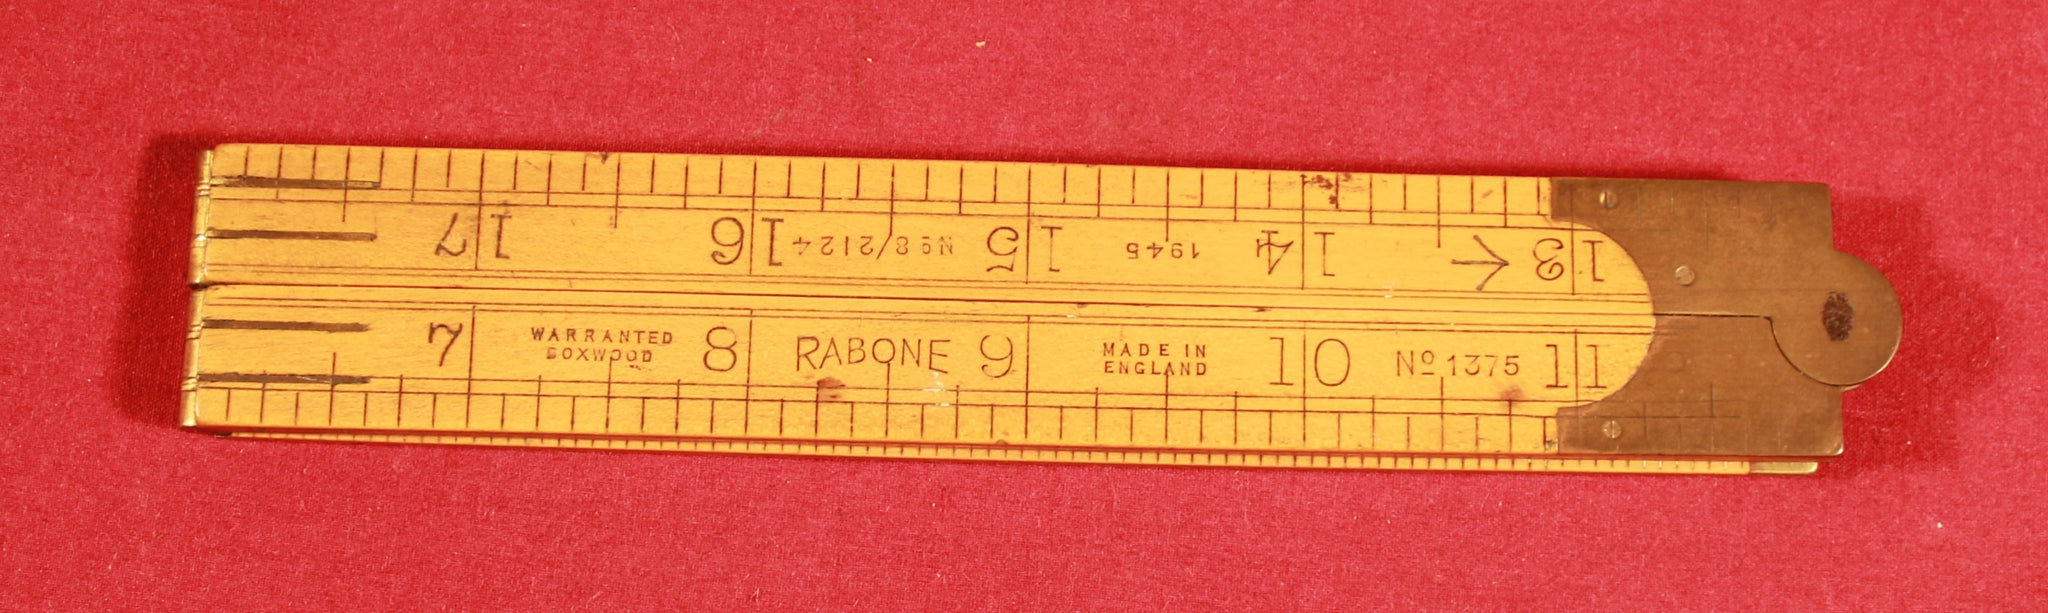 13 ↑ 14 1945 15 Nº 8/2124 16 17
7
WARRANTED
BOXWOOD
8 RABONE 9
MADE IN
ENGLAND
10 Nº 1375 11